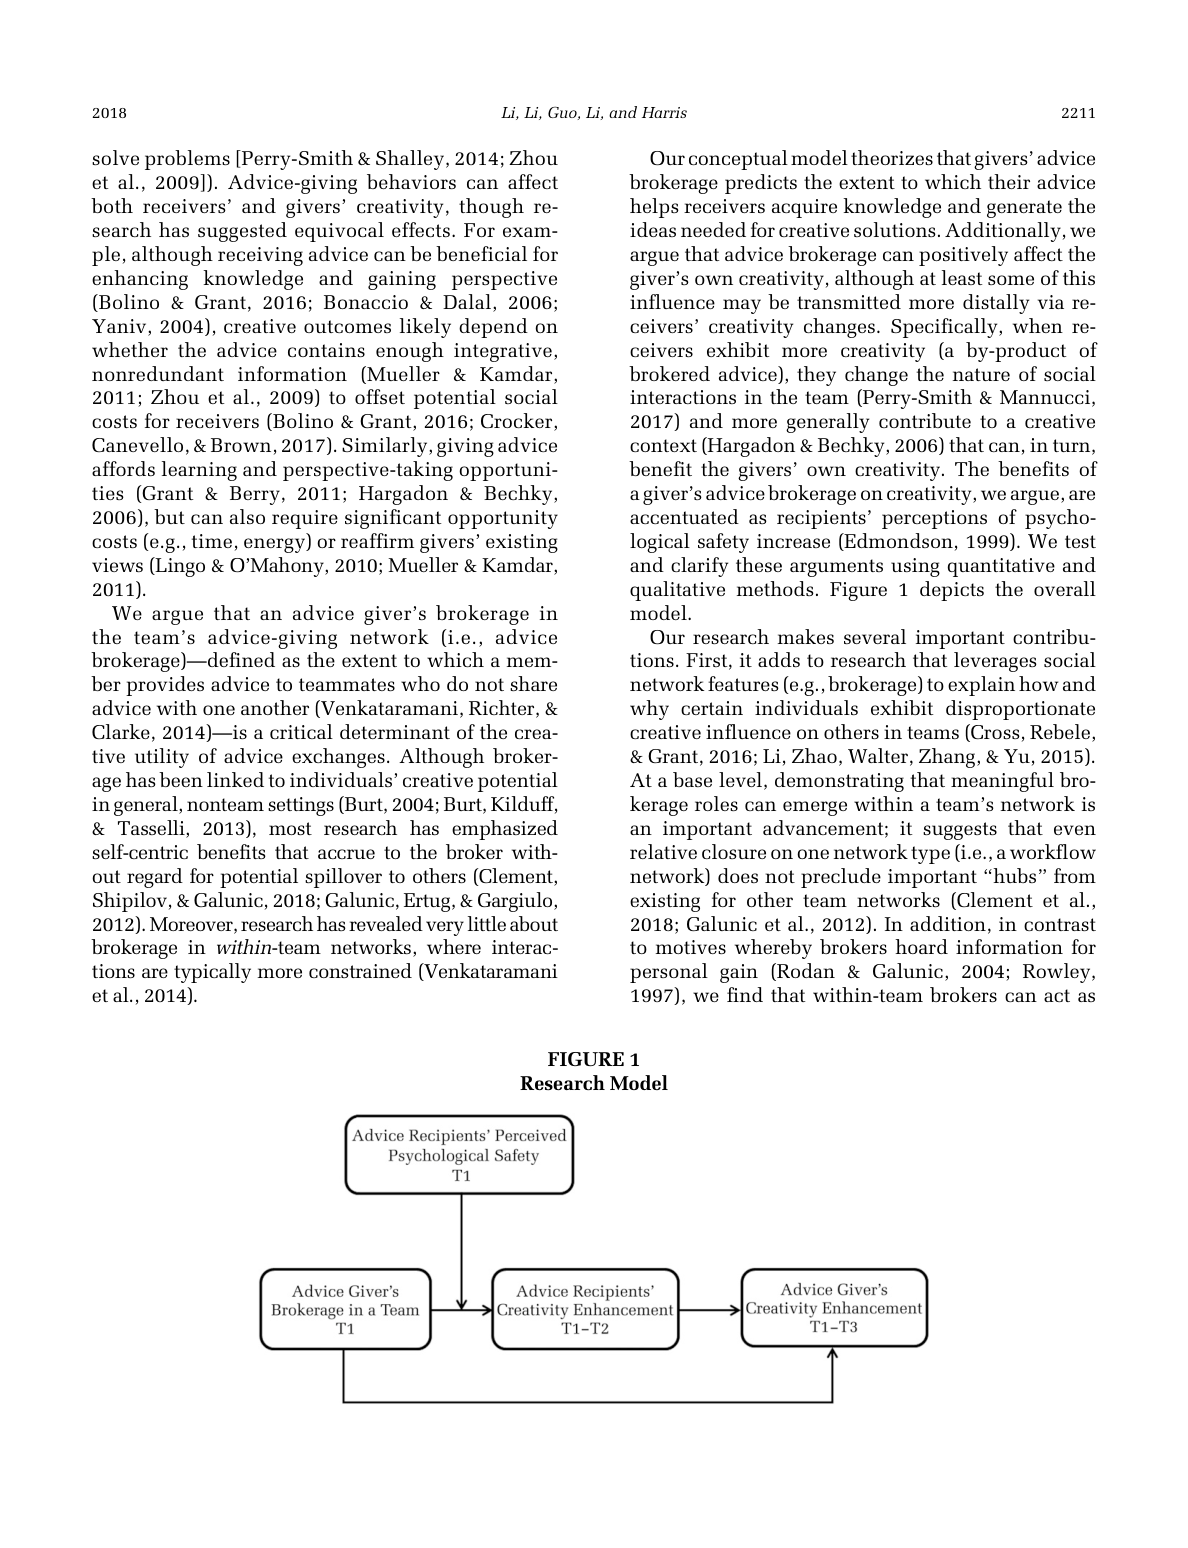 2018
Li, Li, Guo, Li, and Harris
2211
solve problems [Perry-Smith & Shalley, 2014; Zhou
et al., 2009]). Advice-giving behaviors can affect
both receivers’ and givers’ creativity, though re-
search has suggested equivocal effects. For exam-
ple, although receiving advice can be beneficial for
enhancing knowledge and gaining perspective
(Bolino & Grant, 2016; Bonaccio & Dalal, 2006;
Yaniv, 2004), creative outcomes likely depend on
whether the advice contains enough integrative,
nonredundant information (Mueller & Kamdar,
2011; Zhou et al., 2009) to offset potential social
costs for receivers (Bolino & Grant, 2016; Crocker,
Canevello, & Brown, 2017). Similarly, giving advice
affords learning and perspective-taking opportuni-
ties (Grant & Berry, 2011; Hargadon & Bechky,
2006), but can also require significant opportunity
costs (e.g., time, energy) or reaffirm givers’ existing
views (Lingo & O’Mahony, 2010; Mueller & Kamdar,
2011).
We argue that an advice giver’s brokerage in
the team’s advice-giving network (i.e., advice
brokerage)—defined as the extent to which a mem-
ber provides advice to teammates who do not share
advice with one another (Venkataramani, Richter, &
Clarke, 2014)—is a critical determinant of the crea-
tive utility of advice exchanges. Although broker-
age has been linked to individuals’ creative potential
in general, nonteam settings (Burt, 2004; Burt, Kilduff,
& Tasselli, 2013), most research has emphasized
self-centric benefits that accrue to the broker with-
out regard for potential spillover to others (Clement,
Shipilov, & Galunic, 2018; Galunic, Ertug, & Gargiulo,
2012). Moreover, research has revealed very little about
brokerage in within-team networks, where interac-
tions are typically more constrained (Venkataramani
et al., 2014).
Our conceptual model theorizes that givers’ advice
brokerage predicts the extent to which their advice
helps receivers acquire knowledge and generate the
ideas needed for creative solutions. Additionally, we
argue that advice brokerage can positively affect the
giver’s own creativity, although at least some of this
influence may be transmitted more distally via re-
ceivers’ creativity changes. Specifically, when re-
ceivers exhibit more creativity (a by-product of
brokered advice), they change the nature of social
interactions in the team (Perry-Smith & Mannucci,
2017) and more generally contribute to a creative
context (Hargadon & Bechky, 2006) that can, in turn,
benefit the givers’ own creativity. The benefits of
a giver’s advice brokerage on creativity, we argue, are
accentuated as recipients’ perceptions of psycho-
logical safety increase (Edmondson, 1999). We test
and clarify these arguments using quantitative and
qualitative methods. Figure 1 depicts the overall
model.
Our research makes several important contribu-
tions. First, it adds to research that leverages social
network features (e.g., brokerage) to explain how and
why certain individuals exhibit disproportionate
creative influence on others in teams (Cross, Rebele,
& Grant, 2016; Li, Zhao, Walter, Zhang, & Yu, 2015).
At a base level, demonstrating that meaningful bro-
kerage roles can emerge within a team’s network is
an important advancement; it suggests that even
relative closure on one network type (i.e., a workflow
network) does not preclude important “hubs” from
existing for other team networks (Clement et al.,
2018; Galunic et al., 2012). In addition, in contrast
to motives whereby brokers hoard information for
personal gain (Rodan & Galunic, 2004; Rowley,
1997), we find that within-team brokers can act as
FIGURE 1
Research Model
Advice Recipients’ Perceived
Psychological Safety
T1
Advice Giver’s
Brokerage in a Team
T1
Advice Recipients’
Creativity Enhancement
T1–T2
Advice Giver’s
Creativity Enhancement
T1–T3